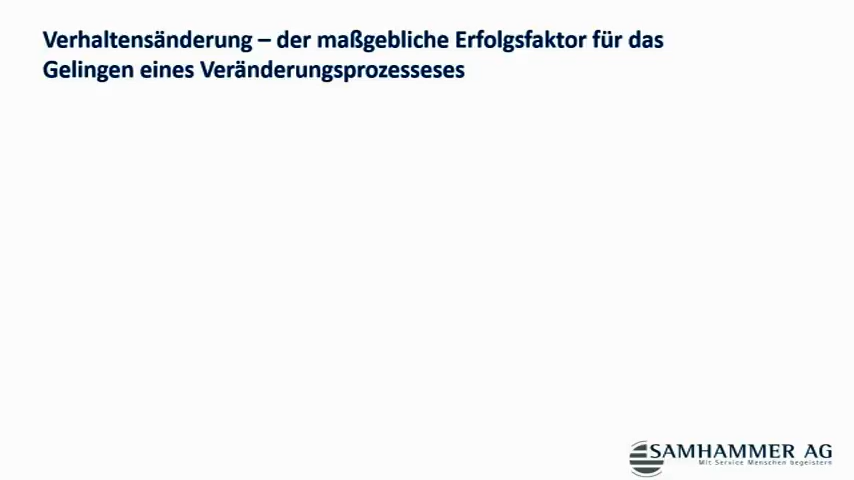 Verhaltensänderung – der maßgebliche Erfolgsfaktor für das
Gelingen eines Veränderungsprozesseses
SAMHAMMER AG
Mit Service Menschen begeistern